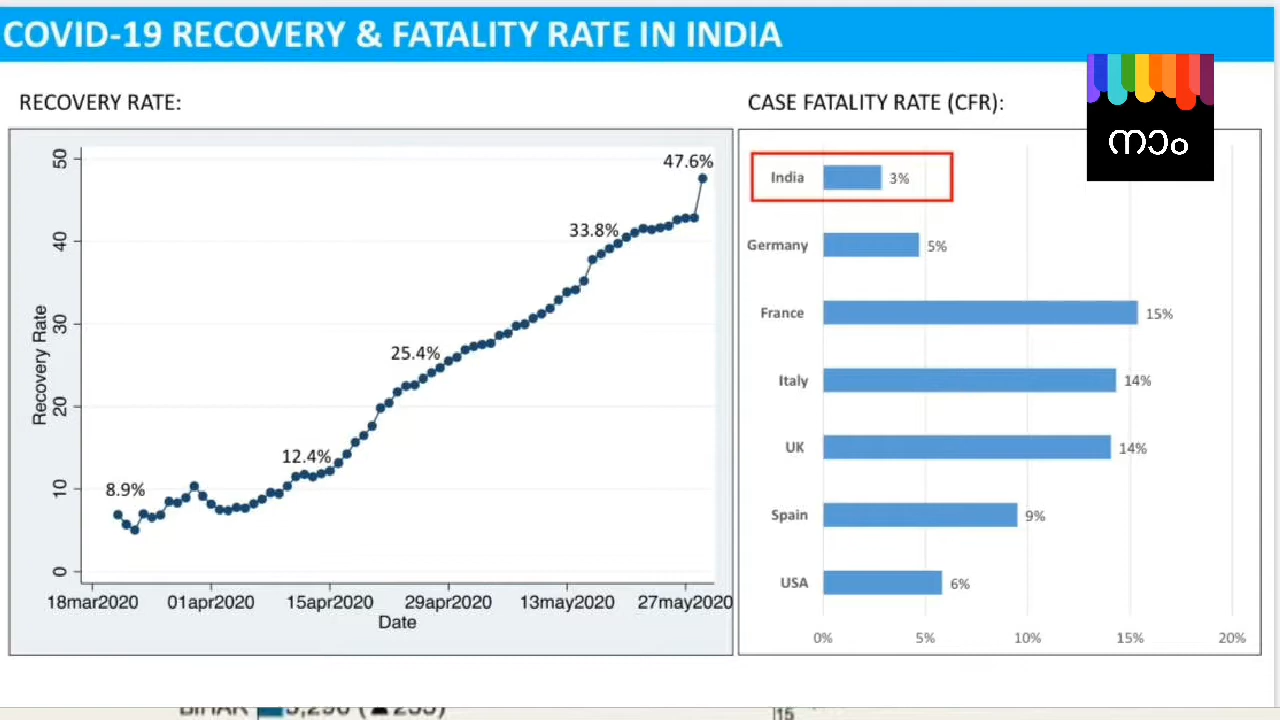 COVID-19 RECOVERY & FATALITY RATE IN INDIA
RECOVERY RATE:
50
40
30
20
10
0
Recovery Rate
8.9%
12.4%
25.4%
33.8%
47.6%
18mar2020 01apr2020 15apr2020 29apr2020 13may2020 27may2020
Date
CASE FATALITY RATE (CFR):
നാം
India 3%
Germany 5%
France 15%
Italy 14%
UK 14%
Spain 9%
USA 6%
0% 5% 10% 15% 20%
BIHAR
15